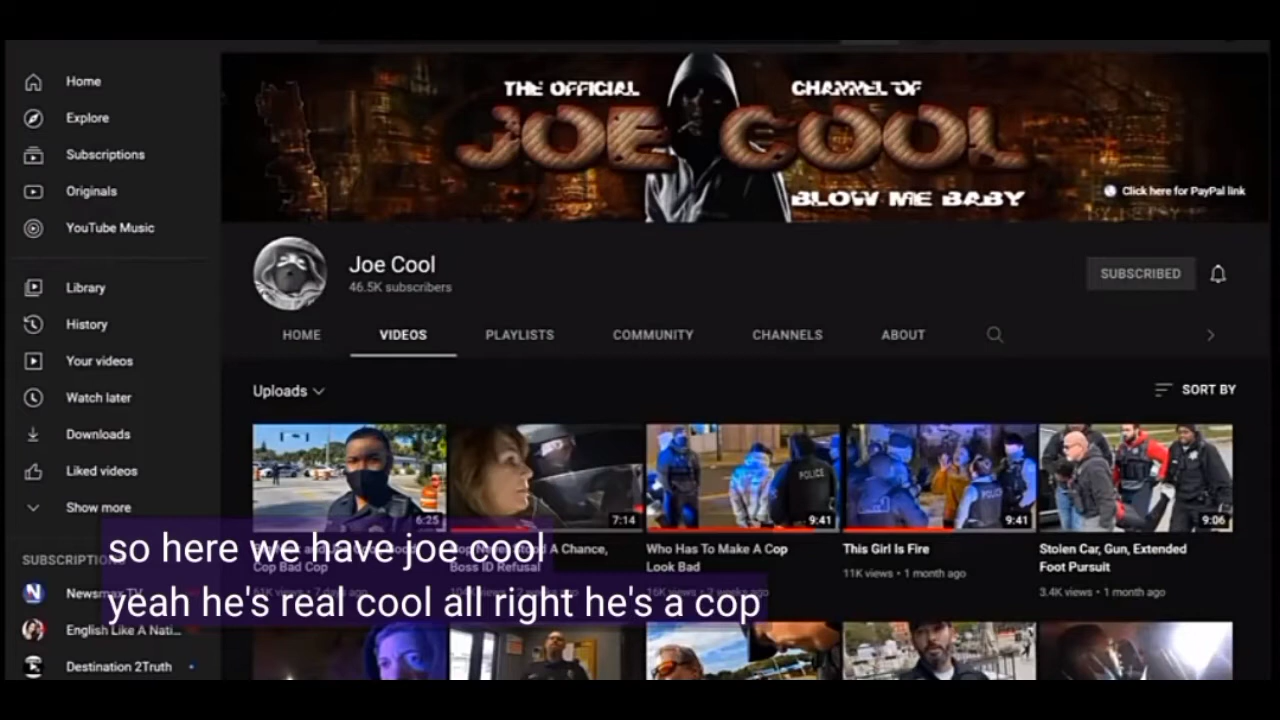 THE OFFICIAL CHANNEL OF
JOE COOL
BLOW ME BABY
Click here for PayPal link
Home
Explore
Subscriptions
Originals
YouTube Music
Library
History
Your videos
Watch later
Downloads
Liked videos
Show more
SUBSCRIPTIONS
Newsmax TV
English Like A Nati...
Destination 2Truth
Joe Cool
46.5K subscribers
SUBSCRIBED
HOME VIDEOS PLAYLISTS COMMUNITY CHANNELS ABOUT
Uploads
SORT BY
POLICE
POLICE
6:25
7:14
9:41
9:41
9:06
Cop Bad Cop
A Chance,
Boss ID Refusal
Who Has To Make A Cop
Look Bad
This Girl Is Fire
11K views • 1 month ago
Stolen Car, Gun, Extended
Foot Pursuit
3.4K views • 1 month ago
so here we have joe cool
yeah he's real cool all right he's a cop